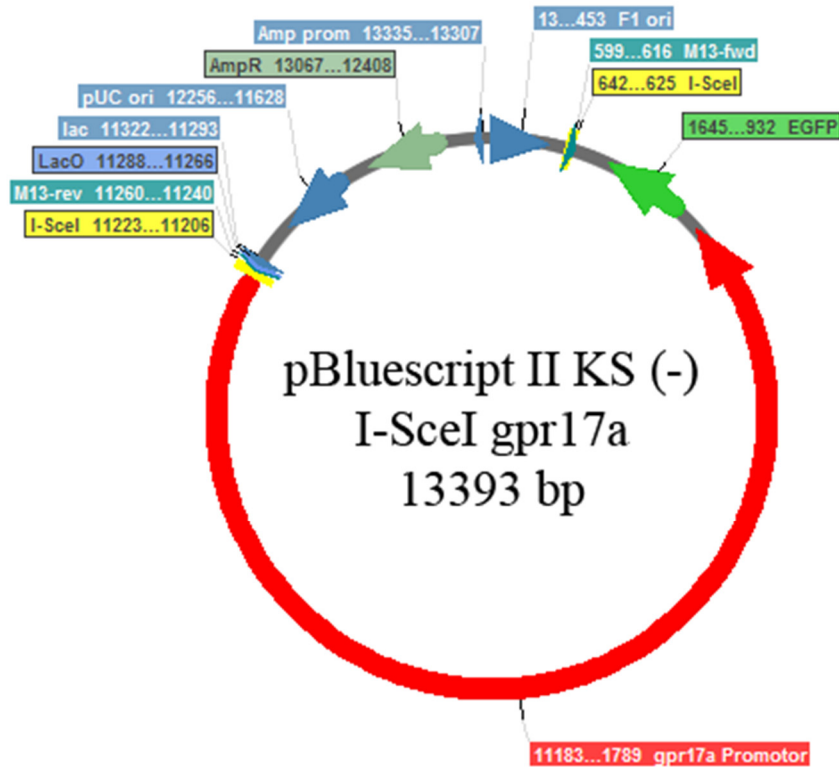 Amp prom 13335...13307
13...453 F1 ori
599...616 M13-fwd
AmpR 13067...12408
642...625 I-SceI
pUC ori 12256...11628
1645...932 EGFP
lac 11322...11293
LacO 11288...11266
M13-rev 11260...11240
I-SceI 11223...11206
pBluescript II KS (-)
I-SceI gpr17a
13393 bp
11183...1789 gpr17a Promotor